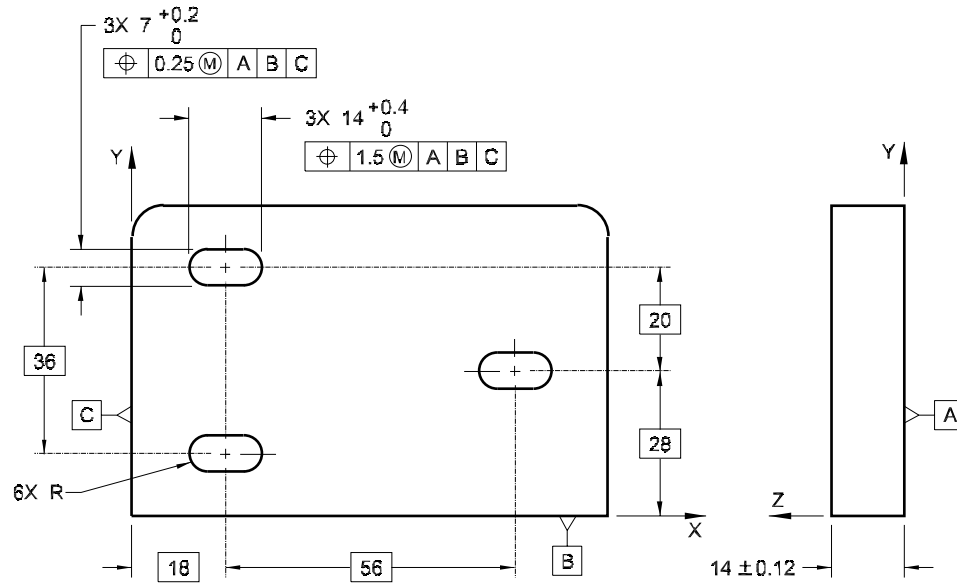 3X 7 +0.2
0
⌖ 0.25 Ⓜ A B C
3X 14 +0.4
0
⌖ 1.5 Ⓜ A B C
Y
Y
20
36
C
A
28
6X R
X
Z
B
18
56
14 ±0.12